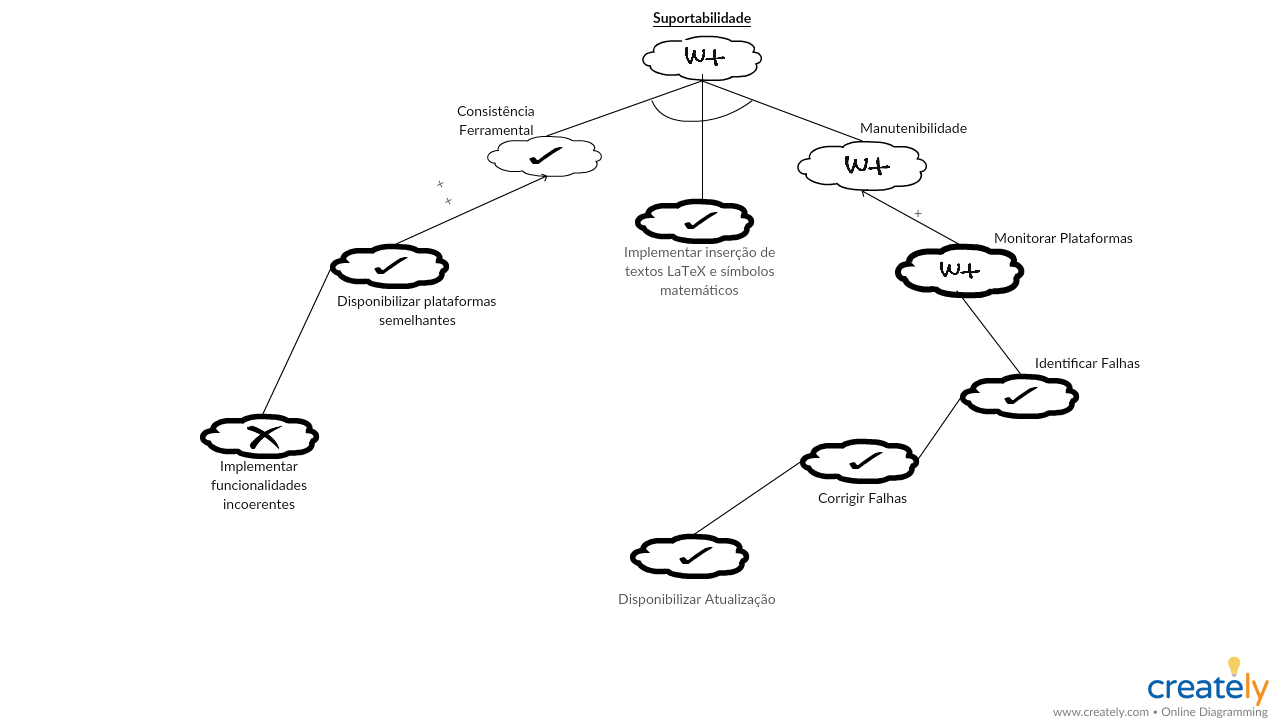 Suportabilidade
W+
Consistência
Ferramental
Manutenibilidade
W+
+
+
+
Monitorar Plataformas
Implementar inserção de
textos LaTeX e símbolos
matemáticos
W+
Disponibilizar plataformas
semelhantes
Identificar Falhas
Implementar
funcionalidades
incoerentes
Corrigir Falhas
Disponibilizar Atualização
creately
www.creately.com • Online Diagramming